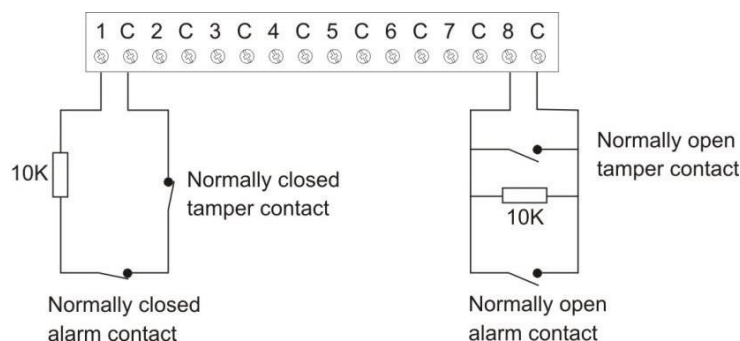 1 C 2 C 3 C 4 C 5 C 6 C 7 C 8 C
10K
Normally closed
tamper contact
Normally closed
alarm contact
Normally open
tamper contact
10K
Normally open
alarm contact